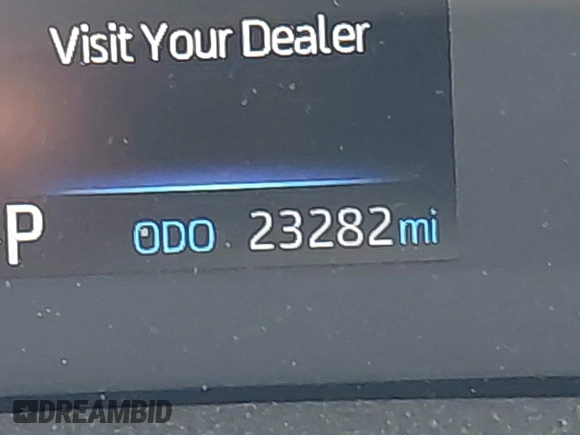 Visit Your Dealer
P ODO 23282 mi
DREAMBID